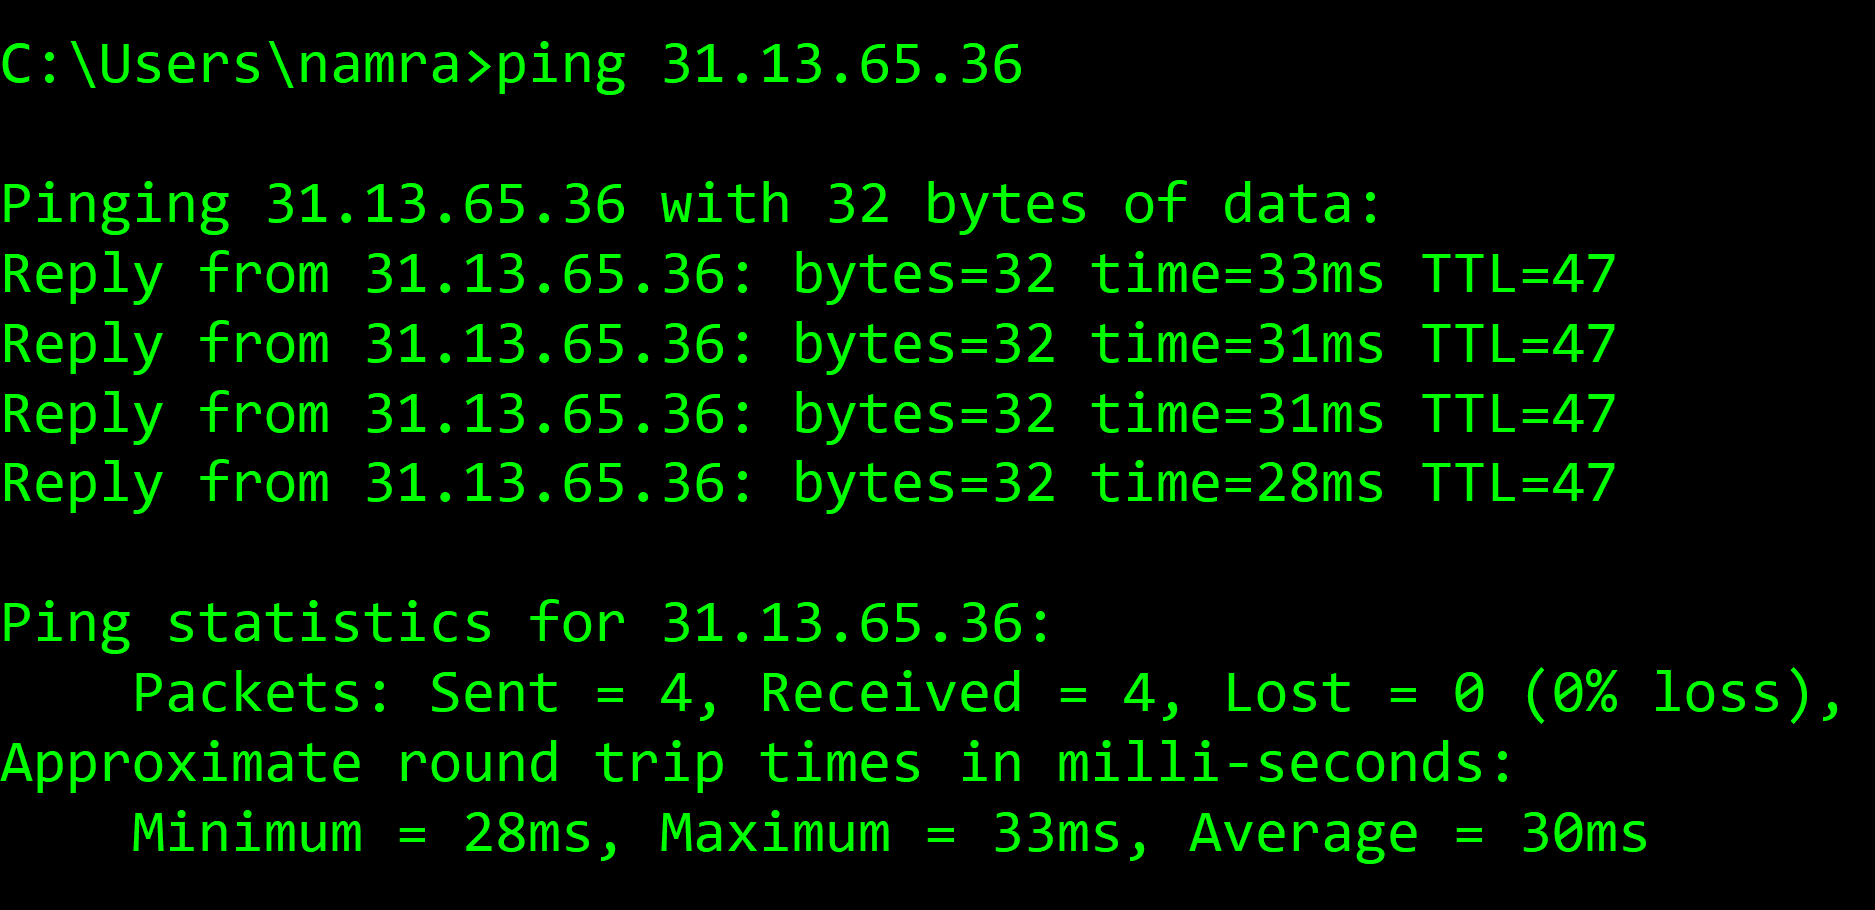 C:\Users\namra>ping 31.13.65.36
Pinging 31.13.65.36 with 32 bytes of data:
Reply from 31.13.65.36: bytes=32 time=33ms TTL=47
Reply from 31.13.65.36: bytes=32 time=31ms TTL=47
Reply from 31.13.65.36: bytes=32 time=31ms TTL=47
Reply from 31.13.65.36: bytes=32 time=28ms TTL=47
Ping statistics for 31.13.65.36:
    Packets: Sent = 4, Received = 4, Lost = 0 (0% loss),
Approximate round trip times in milli-seconds:
    Minimum = 28ms, Maximum = 33ms, Average = 30ms